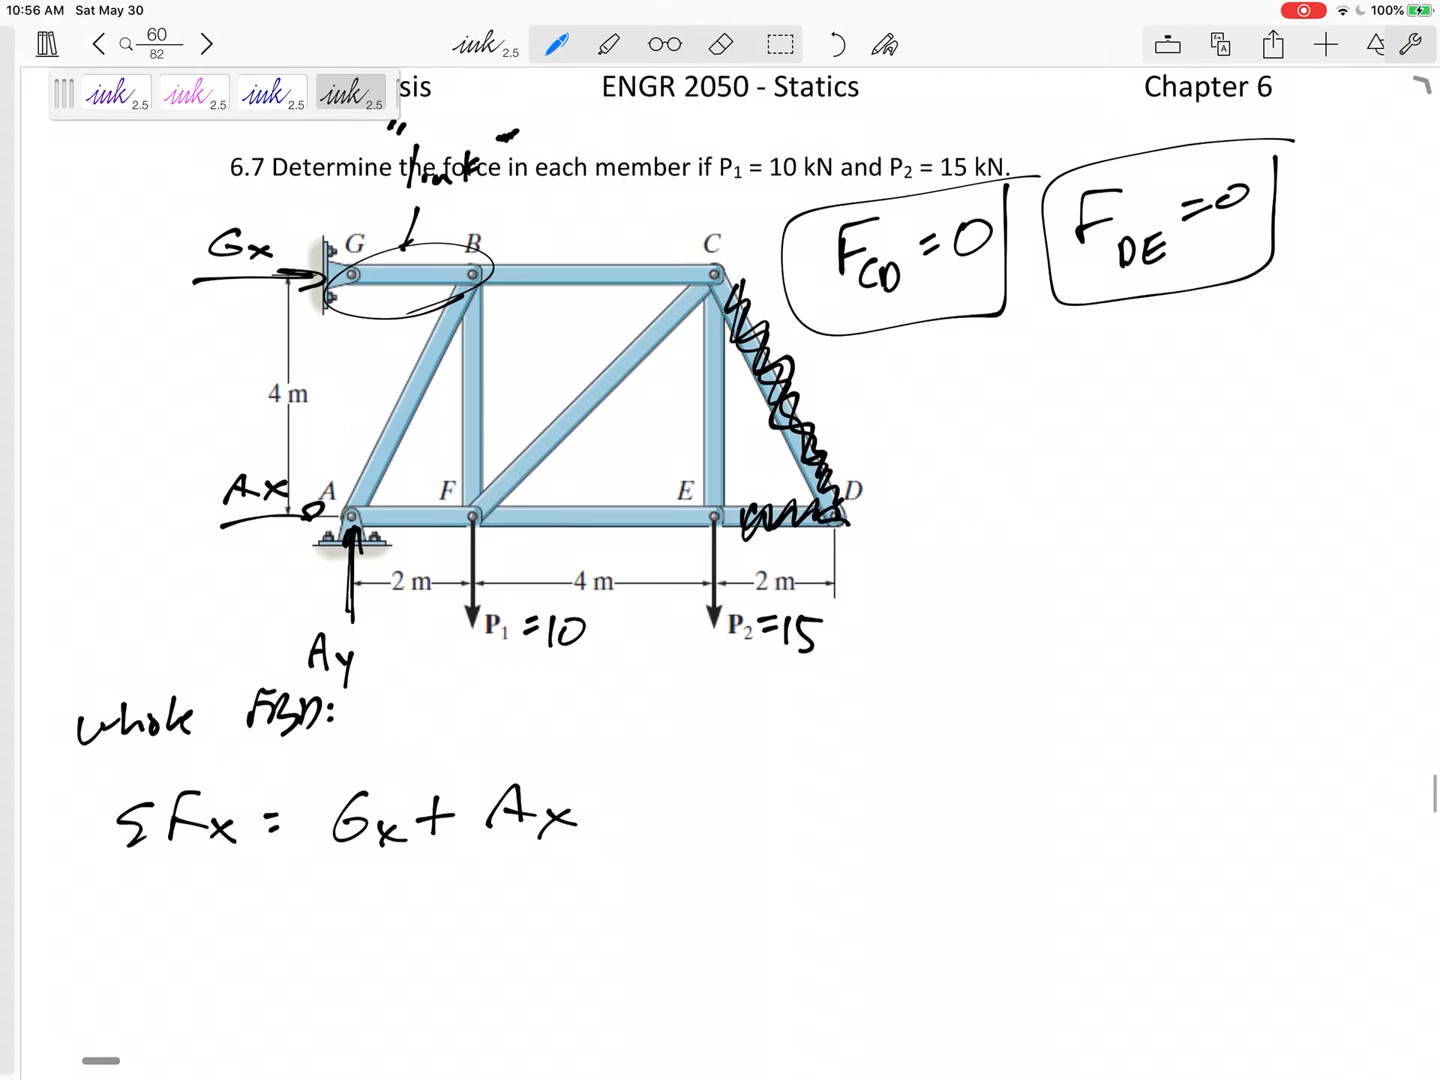 10:56 AM Sat May 30
100%
60
82
ink 2.5
ink 2.5 ink 2.5 ink 2.5 ink 2.5
sis ENGR 2050 - Statics Chapter 6
6.7 Determine the force in each member if P₁ = 10 kN and P₂ = 15 kN.
"link"
F_CD = 0
F_DE = 0
Gx G B C
4 m
Ax A F E D
2 m 4 m 2 m
P₁ = 10 P₂ = 15
Ay
Whole FBD:
ΣFx = Gx + Ax